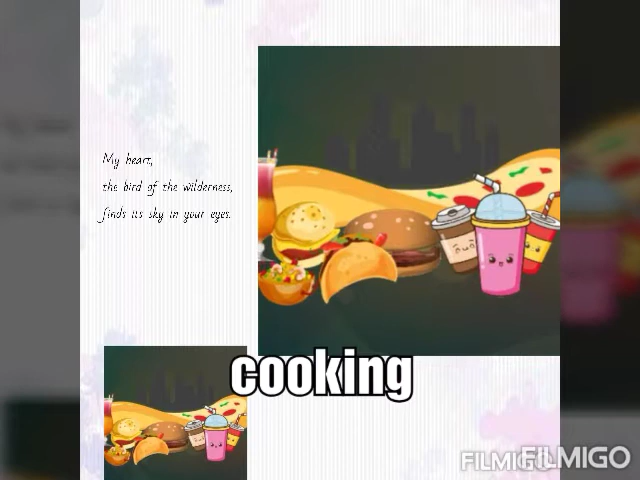 My heart,
the bird of the wilderness,
finds its sky in your eyes.
cooking
FILMIGO FILMIGO